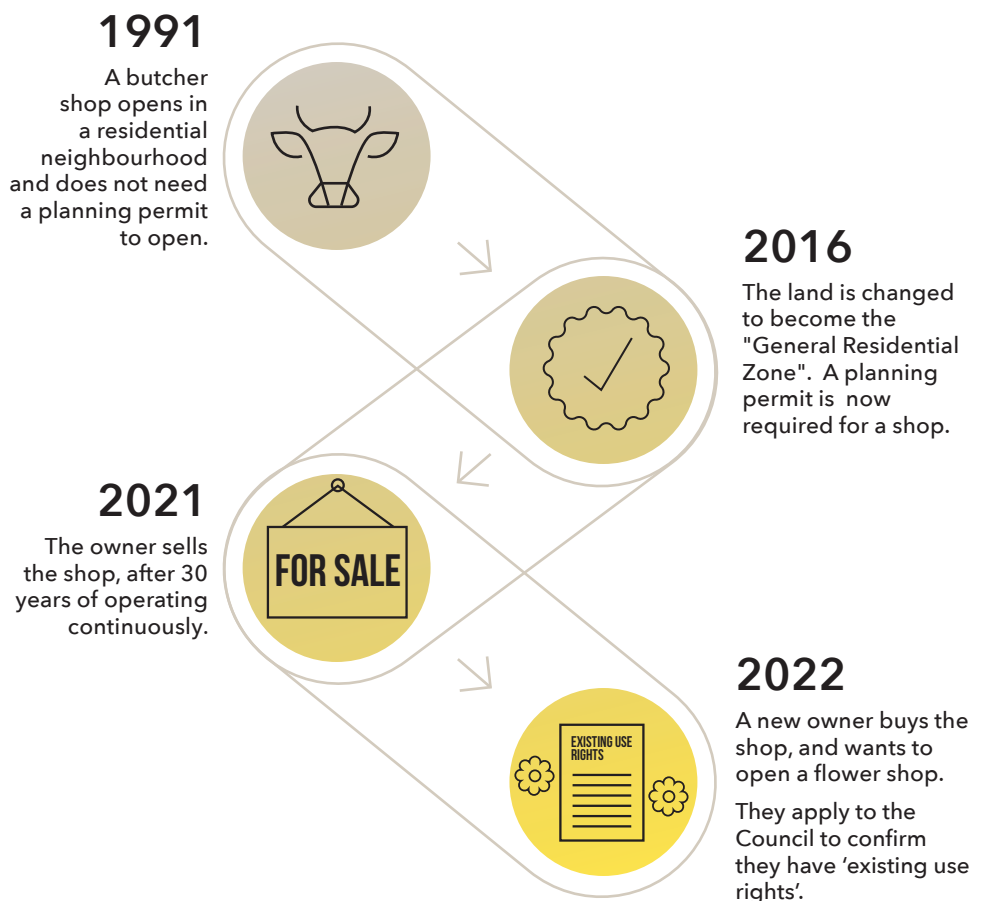 1991
A butcher
shop opens in
a residential
neighbourhood
and does not need
a planning permit
to open.
2016
The land is changed
to become the
"General Residential
Zone".  A planning
permit is  now
required for a shop.
2021
The owner sells
the shop, after 30
years of operating
continuously.
FOR SALE
2022
A new owner buys the
shop, and wants to
open a flower shop.
They apply to the
Council to confirm
they have ‘existing use
rights’.
EXISTING USE
RIGHTS